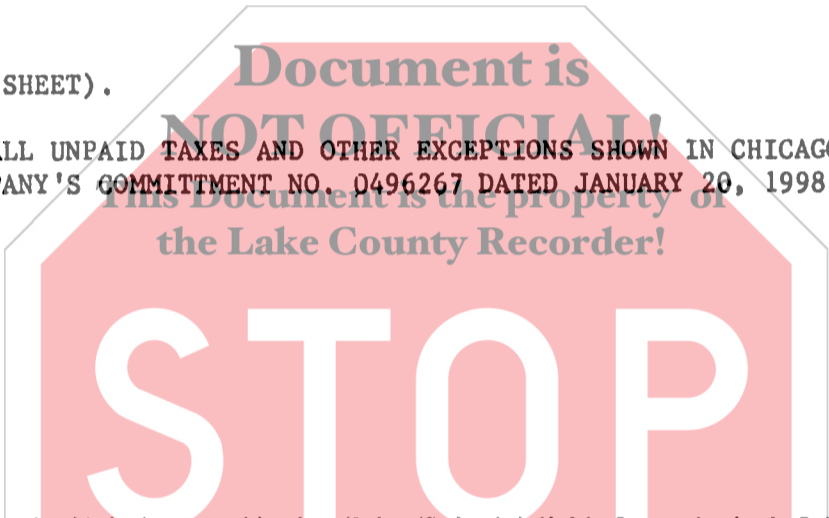 Document is
SHEET).
NOT OFFICIAL!
ALL UNPAID TAXES AND OTHER EXCEPTIONS SHOWN IN CHICAGO
PANY'S COMMITTMENT NO. 0496267 DATED JANUARY 20, 1998
This Document is the property of
the Lake County Recorder!
STOP